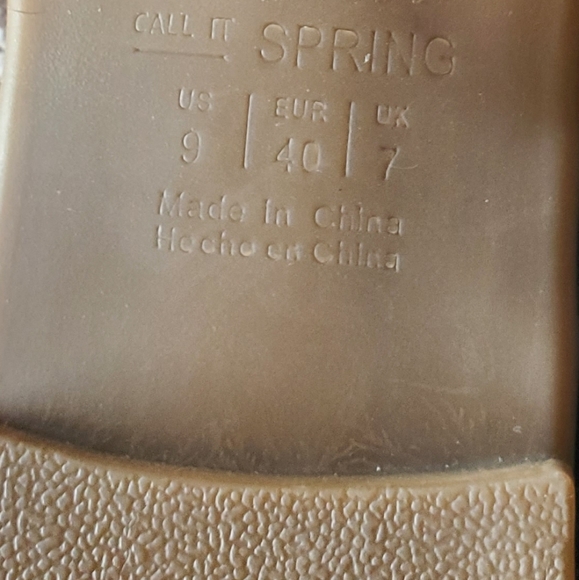 CALL IT SPRING
US | EUR | UK
9 | 40 | 7
Made in China
Hecho en China